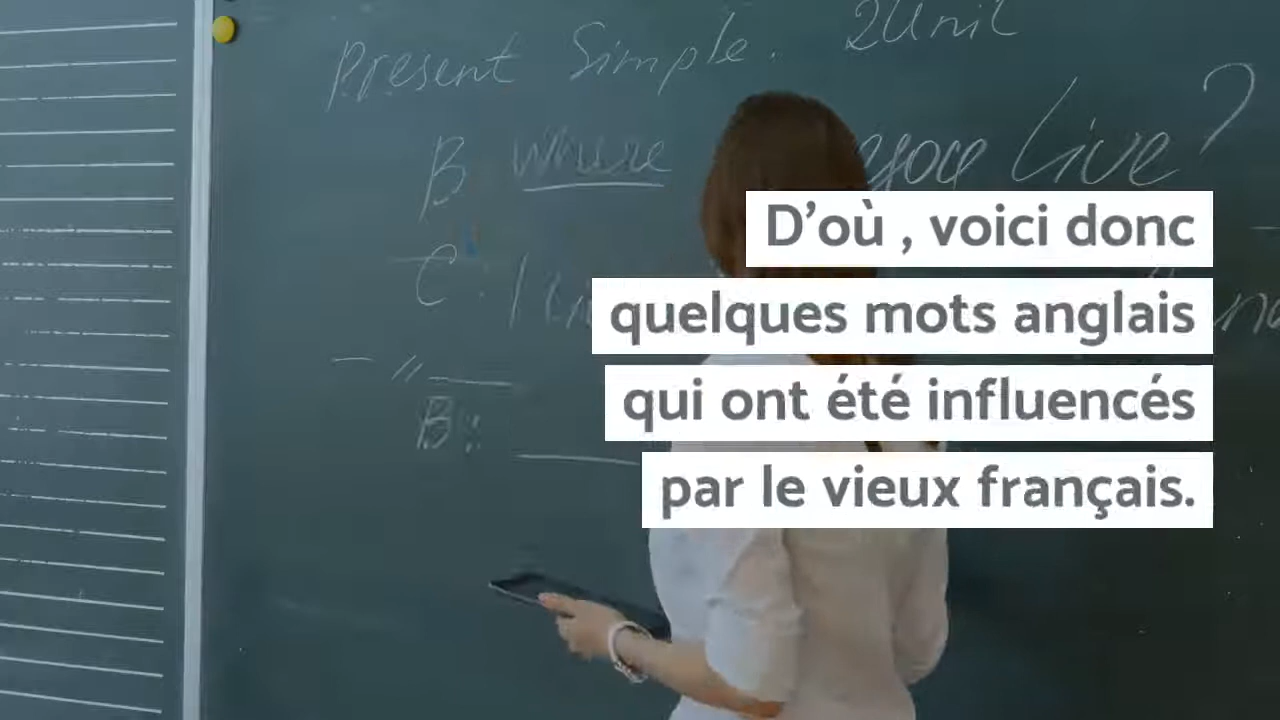 Present Simple. 2Unit
B where you live?
C.
B:
D'où , voici donc
quelques mots anglais
qui ont été influencés
par le vieux français.